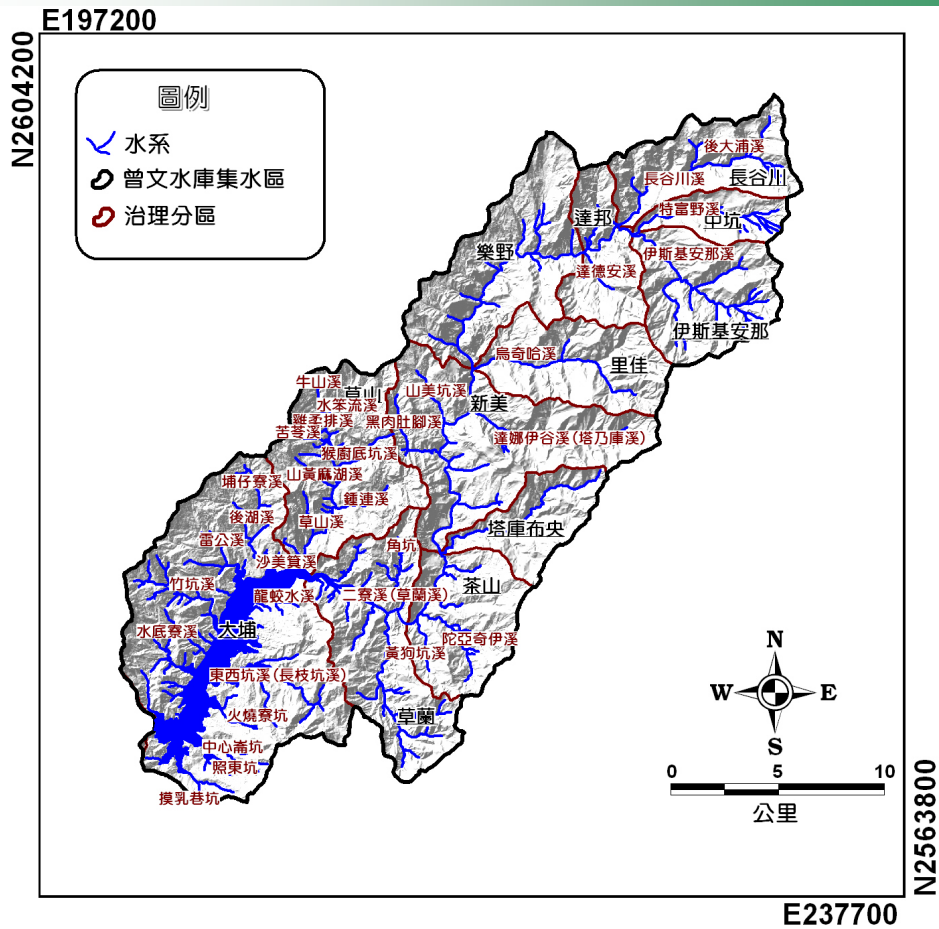 E197200
N2604200
圖例
水系
曾文水庫集水區
治理分區
後大浦溪
長谷川溪
長谷川
特富野溪
中坑
達邦
伊斯基安那溪
樂野
達德安溪
伊斯基安那
烏奇哈溪
里佳
牛山溪
草山
山美坑溪
水笨流溪
新美
雞柔排溪
黑肉肚腳溪
苦苓溪
達娜伊谷溪(塔乃庫溪)
猴廚底坑溪
山黃麻湖溪
埔仔寮溪
鍾連溪
後湖溪
草山溪
塔庫布央
雷公溪
角坑
沙美箕溪
竹坑溪
茶山
龍蛟水溪
二寮溪(草蘭溪)
水底寮溪
大埔
陀亞奇伊溪
黃狗坑溪
東西坑溪(長枝坑溪)
火燒寮坑
草蘭
中心崙坑
照東坑
摸乳巷坑
N
W
E
S
0
5
10
公里
N2563800
E237700